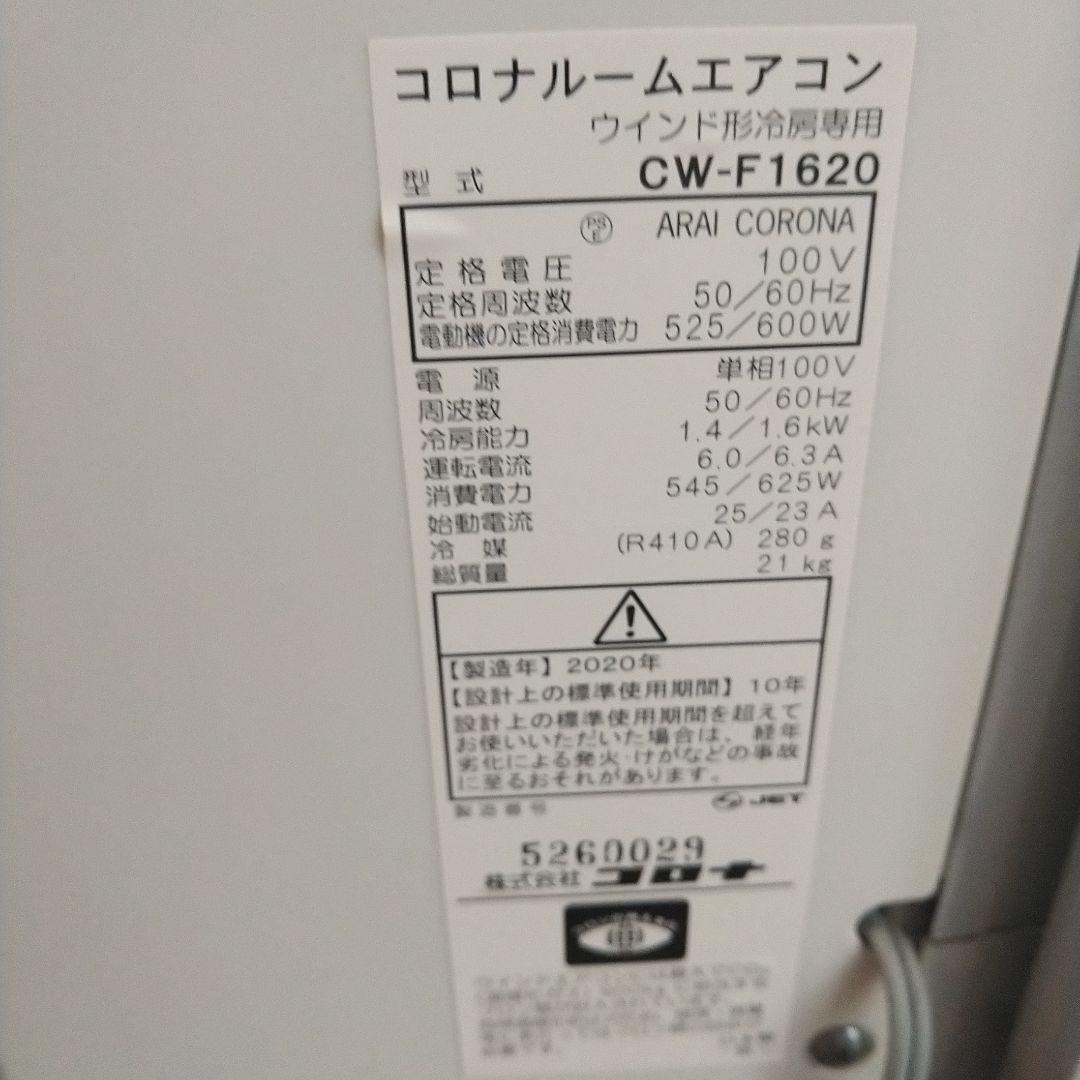 コロナルームエアコン
ウインド形冷房専用
型式 CW-F1620
PS E ARAI CORONA
定格電圧 100V
定格周波数 50/60Hz
電動機の定格消費電力 525/600W
電源 単相100V
周波数 50/60Hz
冷房能力 1.4/1.6kW
運転電流 6.0/6.3A
消費電力 545/625W
始動電流 25/23A
冷媒 (R410A) 280g
総質量 21kg
【製造年】2020年
【設計上の標準使用期間】10年
設計上の標準使用期間を超えて
お使いいただいた場合は、経年
劣化による発火・けがなどの事故
に至るおそれがあります。
製造番号 JET
5260029
株式会社 コロナ